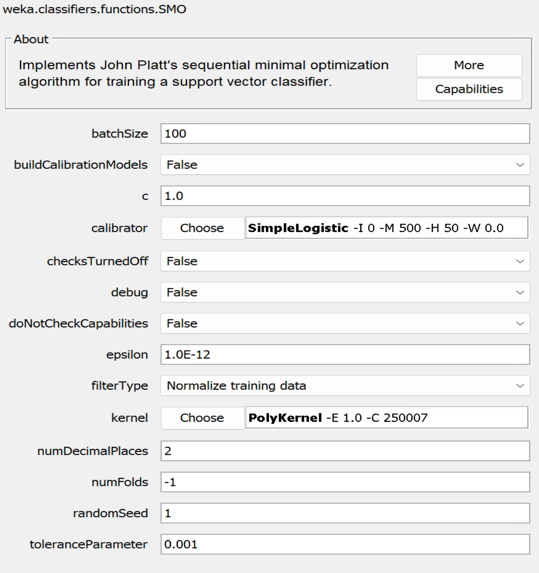 weka.classifiers.functions.SMO
About
Implements John Platt's sequential minimal optimization
algorithm for training a support vector classifier.
More
Capabilities
batchSize 100
buildCalibrationModels False
c 1.0
calibrator Choose SimpleLogistic -I 0 -M 500 -H 50 -W 0.0
checksTurnedOff False
debug False
doNotCheckCapabilities False
epsilon 1.0E-12
filterType Normalize training data
kernel Choose PolyKernel -E 1.0 -C 250007
numDecimalPlaces 2
numFolds -1
randomSeed 1
toleranceParameter 0.001